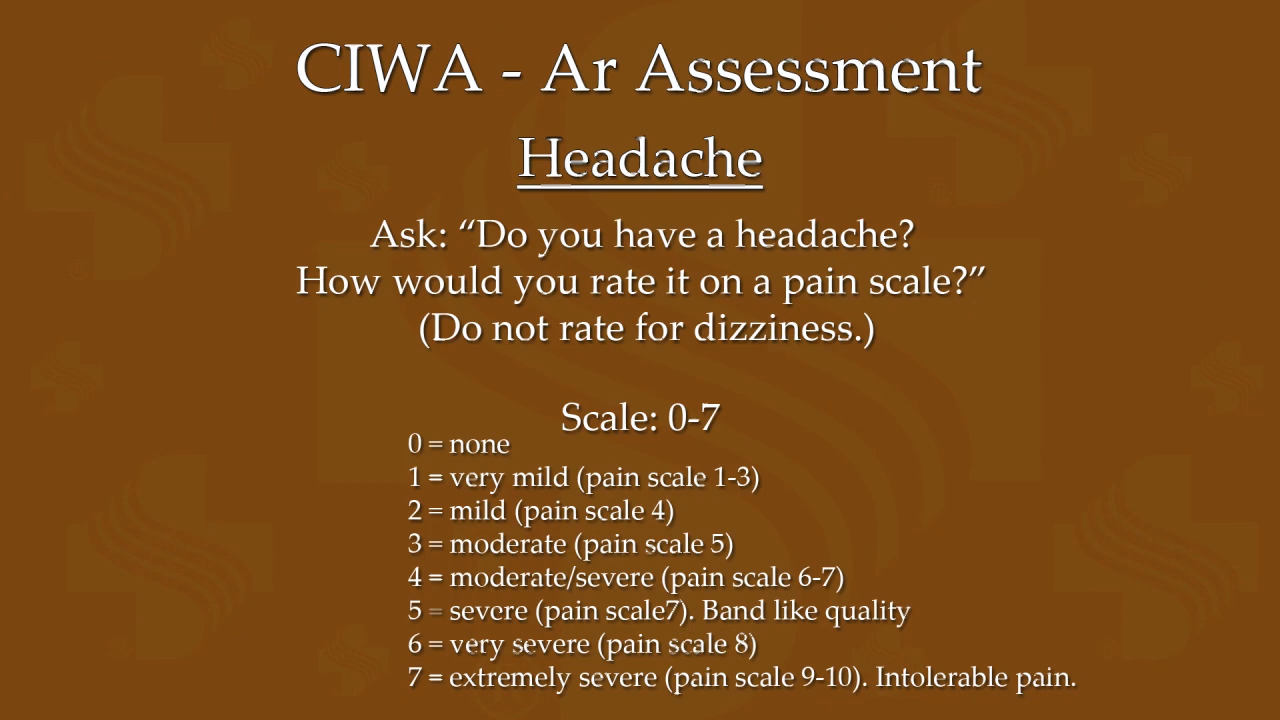 CIWA - Ar Assessment
Headache
Ask: “Do you have a headache?
How would you rate it on a pain scale?”
(Do not rate for dizziness.)
Scale: 0-7
0 = none
1 = very mild (pain scale 1-3)
2 = mild (pain scale 4)
3 = moderate (pain scale 5)
4 = moderate/severe (pain scale 6-7)
5 = severe (pain scale7). Band like quality
6 = very severe (pain scale 8)
7 = extremely severe (pain scale 9-10). Intolerable pain.